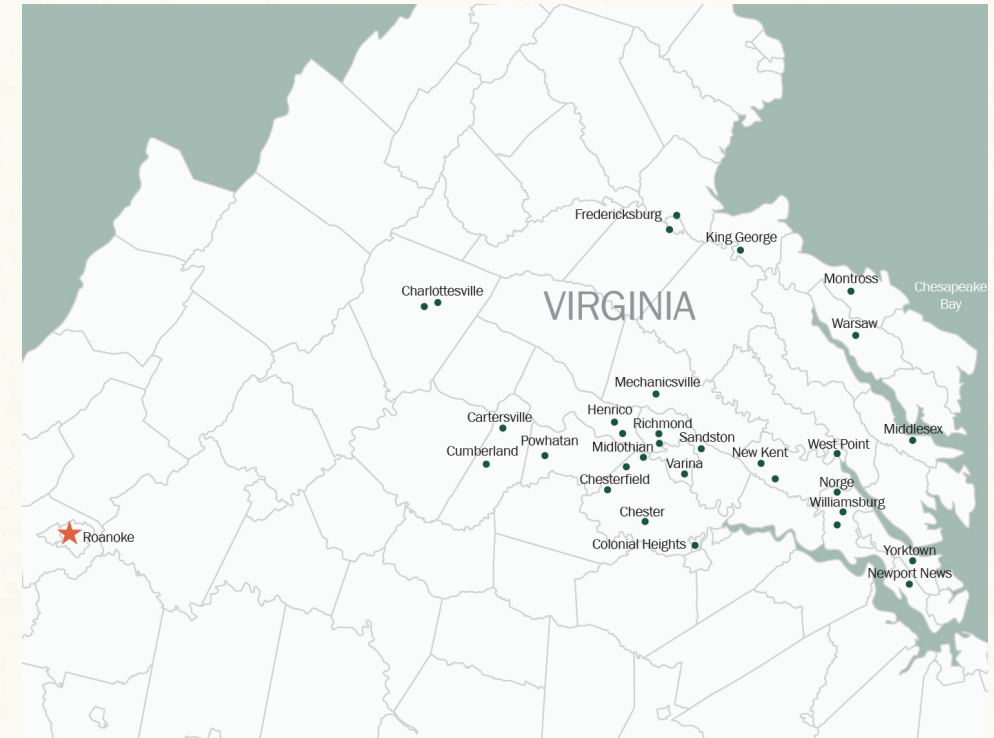 Fredericksburg
King George
Montross
Charlottesville
Chesapeake
Bay
VIRGINIA
Warsaw
Mechanicsville
Henrico
Cartersville
Richmond
Middlesex
Sandston
Powhatan
West Point
Midlothian
Cumberland
New Kent
Varina
Chesterfield
Norge
Williamsburg
Chester
Roanoke
Colonial Heights
Yorktown
Newport News